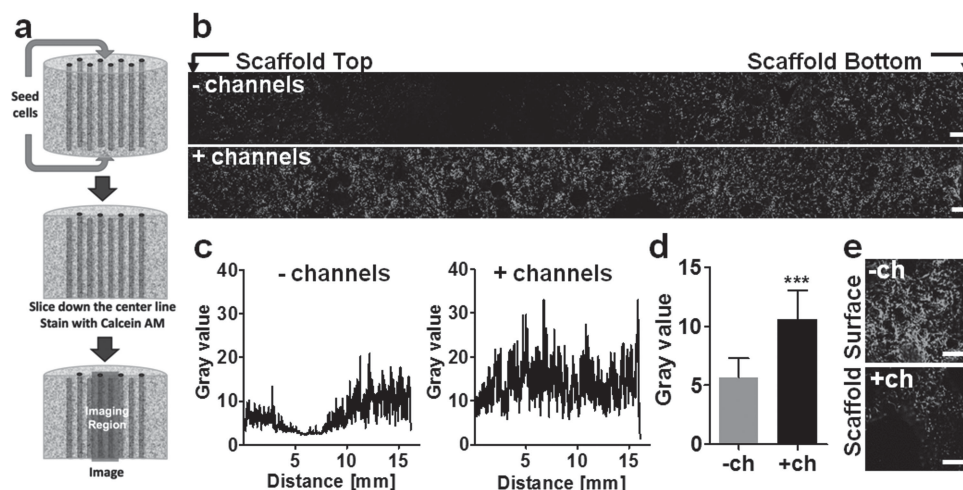 a
Seed
cells
Slice down the center line
Stain with Calcein AM
Imaging
Region
Image
b
Scaffold Top
Scaffold Bottom
- channels
+ channels
c
- channels
40
30
20
10
0
Gray value
5
10
15
Distance [mm]
+ channels
40
30
20
10
0
Gray value
5
10
15
Distance [mm]
d
15
10
5
0
Gray value
***
-ch
+ch
e
Scaffold Surface
-ch
+ch